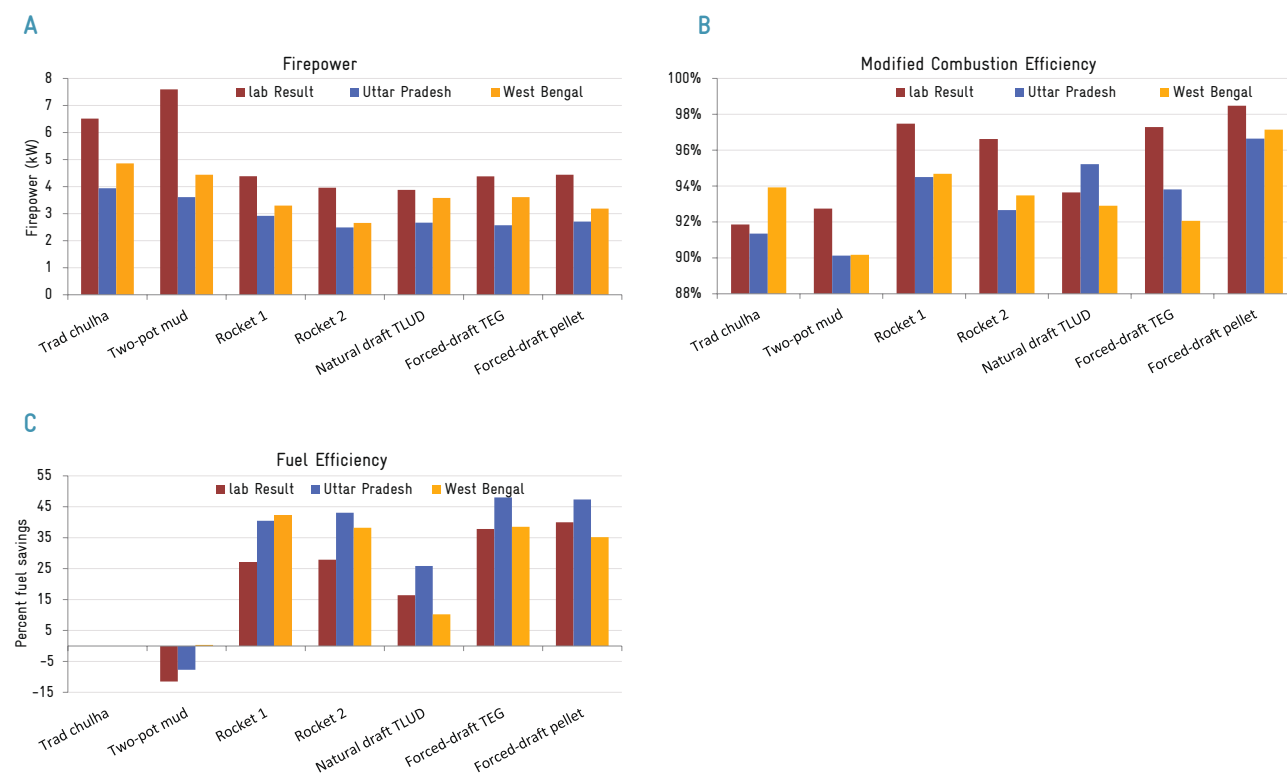 A
Firepower
lab Result Uttar Pradesh West Bengal
Firepower (kW)
8
7
6
5
4
3
2
1
0
Trad chulha
Two-pot mud
Rocket 1
Rocket 2
Natural draft TLUD
Forced-draft TEG
Forced-draft pellet
B
Modified Combustion Efficiency
lab Result Uttar Pradesh West Bengal
100%
98%
96%
94%
92%
90%
88%
Trad chulha
Two-pot mud
Rocket 1
Rocket 2
Natural draft TLUD
Forced-draft TEG
Forced-draft pellet
C
Fuel Efficiency
lab Result Uttar Pradesh West Bengal
Percent fuel savings
55
45
35
25
15
5
-5
-15
Trad chulha
Two-pot mud
Rocket 1
Rocket 2
Natural draft TLUD
Forced-draft TEG
Forced-draft pellet